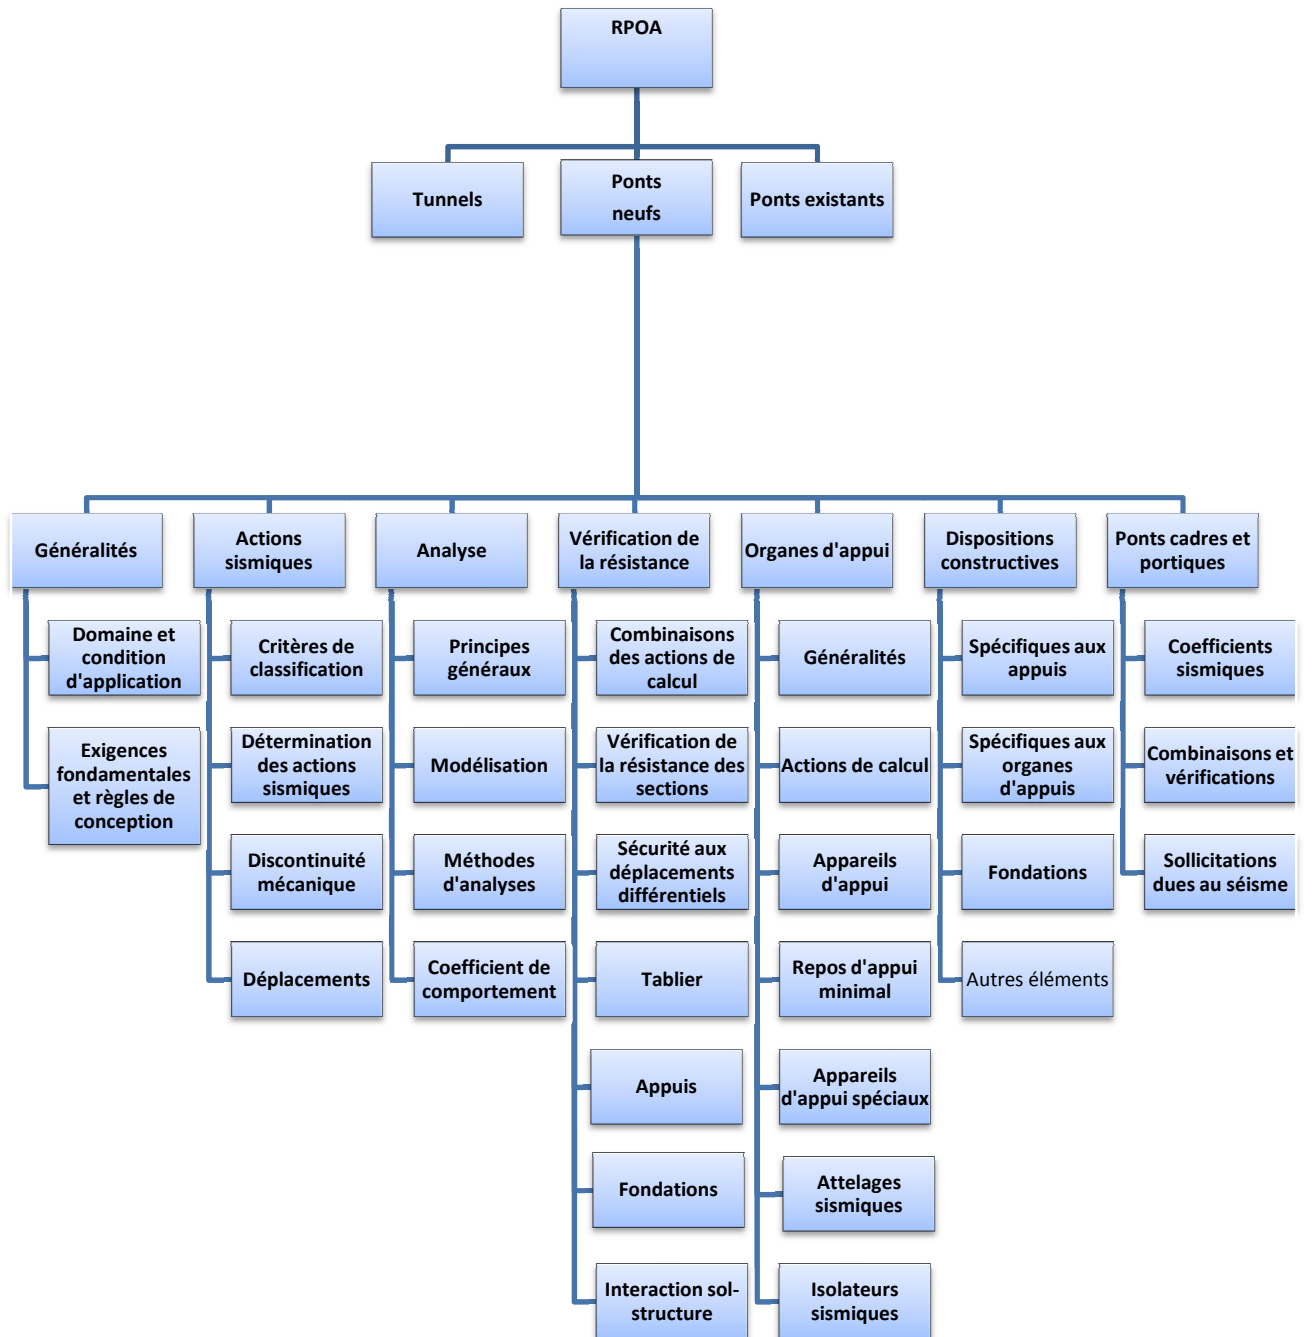 RPOA
Tunnels
Ponts
neufs
Ponts existants
Généralités
Domaine et
condition
d'application
Exigences
fondamentales
et règles de
conception
Actions
sismiques
Critères de
classification
Détermination
des actions
sismiques
Discontinuité
mécanique
Déplacements
Analyse
Principes
généraux
Modélisation
Méthodes
d'analyses
Coefficient de
comportement
Vérification de
la résistance
Combinaisons
des actions de
calcul
Vérification de
la résistance des
sections
Sécurité aux
déplacements
différentiels
Tablier
Appuis
Fondations
Interaction sol-
structure
Organes d'appui
Généralités
Actions de calcul
Appareils
d'appui
Repos d'appui
minimal
Appareils
d'appui spéciaux
Attelages
sismiques
Isolateurs
sismiques
Dispositions
constructives
Spécifiques aux
appuis
Spécifiques aux
organes
d'appuis
Fondations
Autres éléments
Ponts cadres et
portiques
Coefficients
sismiques
Combinaisons et
vérifications
Sollicitations
dues au séisme